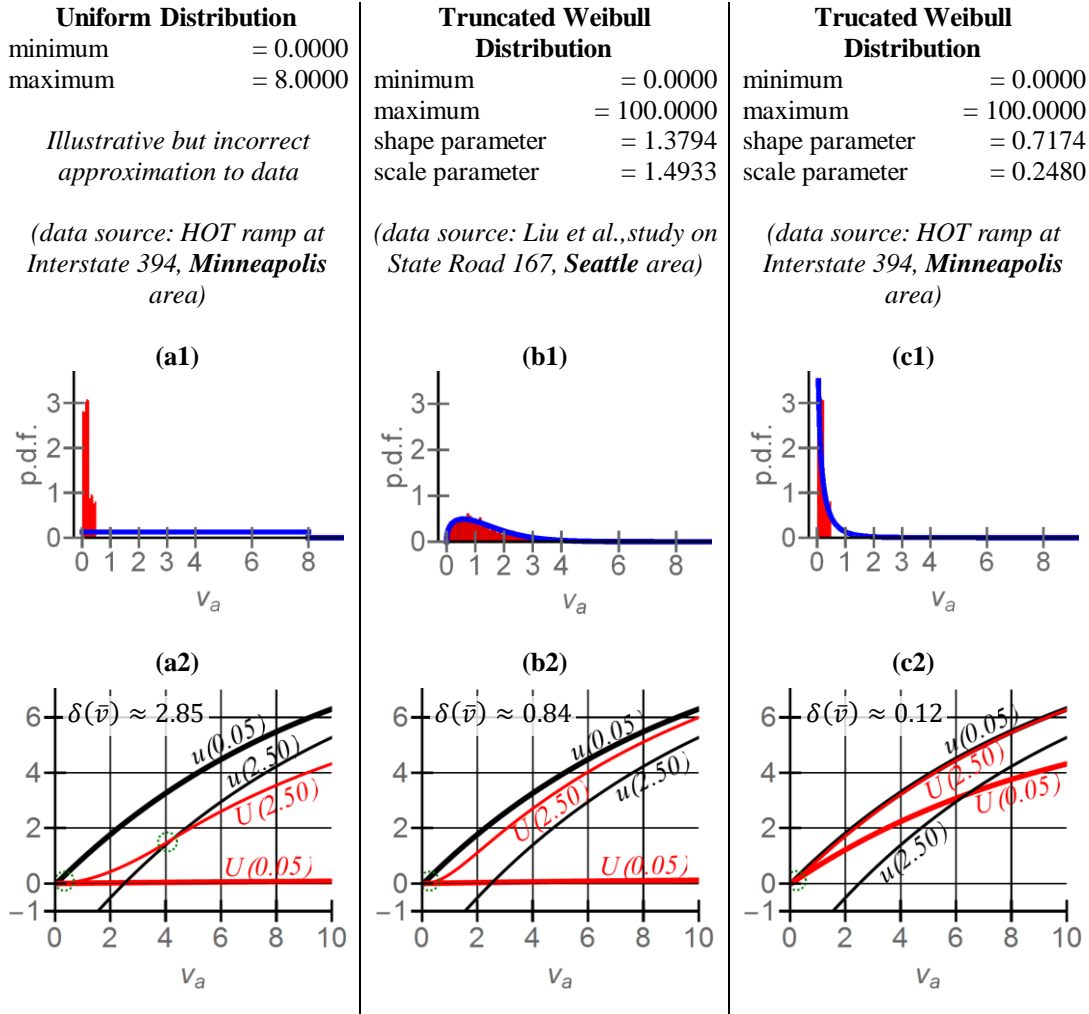 Uniform Distribution
minimum = 0.0000
maximum = 8.0000
Illustrative but incorrect
approximation to data
(data source: HOT ramp at
Interstate 394, Minneapolis
area)
(a1)
3
2
1
0
p.d.f.
0 1 2 3 4 6 8
v_a
(a2)
δ(v̄) ≈ 2.85
u(0.05)
u(2.50)
U(2.50)
U(0.05)
6
4
2
0
−1
0 2 4 6 8 10
v_a
Truncated Weibull
Distribution
minimum = 0.0000
maximum = 100.0000
shape parameter = 1.3794
scale parameter = 1.4933
(data source: Liu et al.,study on
State Road 167, Seattle area)
(b1)
3
2
1
0
p.d.f.
0 1 2 3 4 6 8
v_a
(b2)
δ(v̄) ≈ 0.84
u(0.05)
U(2.50)
u(2.50)
U(0.05)
6
4
2
0
−1
0 2 4 6 8 10
v_a
Trucated Weibull
Distribution
minimum = 0.0000
maximum = 100.0000
shape parameter = 0.7174
scale parameter = 0.2480
(data source: HOT ramp at
Interstate 394, Minneapolis
area)
(c1)
3
2
1
0
p.d.f.
0 1 2 3 4 6 8
v_a
(c2)
δ(v̄) ≈ 0.12
u(0.05)
U(2.50)
U(0.05)
u(2.50)
6
4
2
0
−1
0 2 4 6 8 10
v_a